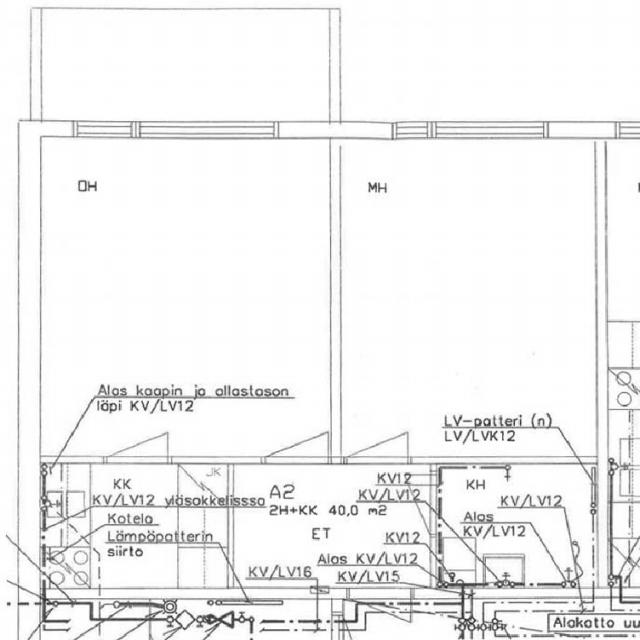 OH
MH
Alas kaapin ja allastason
läpi KV/LV12
LV-patteri (n)
LV/LVK12
JK
KK
KV/LV12 yläsokkelisssa
Kotelo
Lämpöpatterin
siirto
A2
2H+KK 40,0 m2
ET
KV12
KV/LV12
KH
KV/LV12
Alas
KV/LV12
KV12
Alas KV/LV12
KV/LV16
KV/LV15
Alakatto